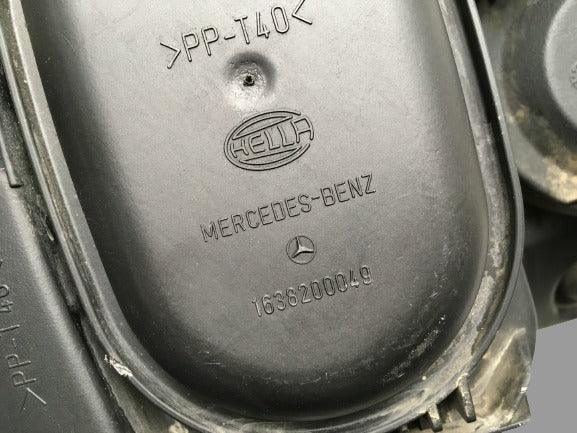 >PP-T40<
HELLA
MERCEDES-BENZ
1638200049
>PP-T40<